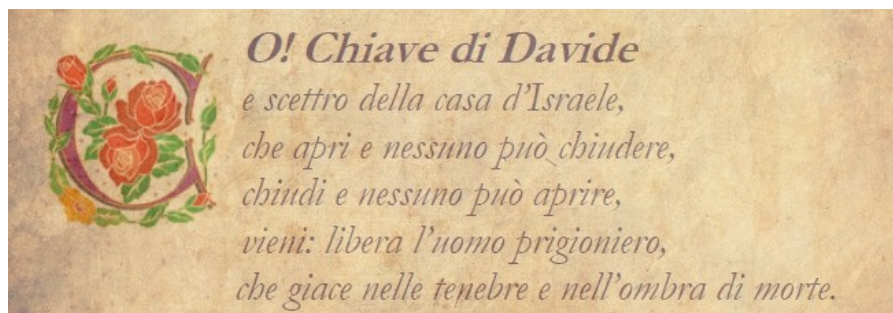 O! Chiave di Davide
e scettro della casa d'Israele,
che apri e nessuno può chiudere,
chiudi e nessuno può aprire,
vieni: libera l'uomo prigioniero,
che giace nelle tenebre e nell'ombra di morte.